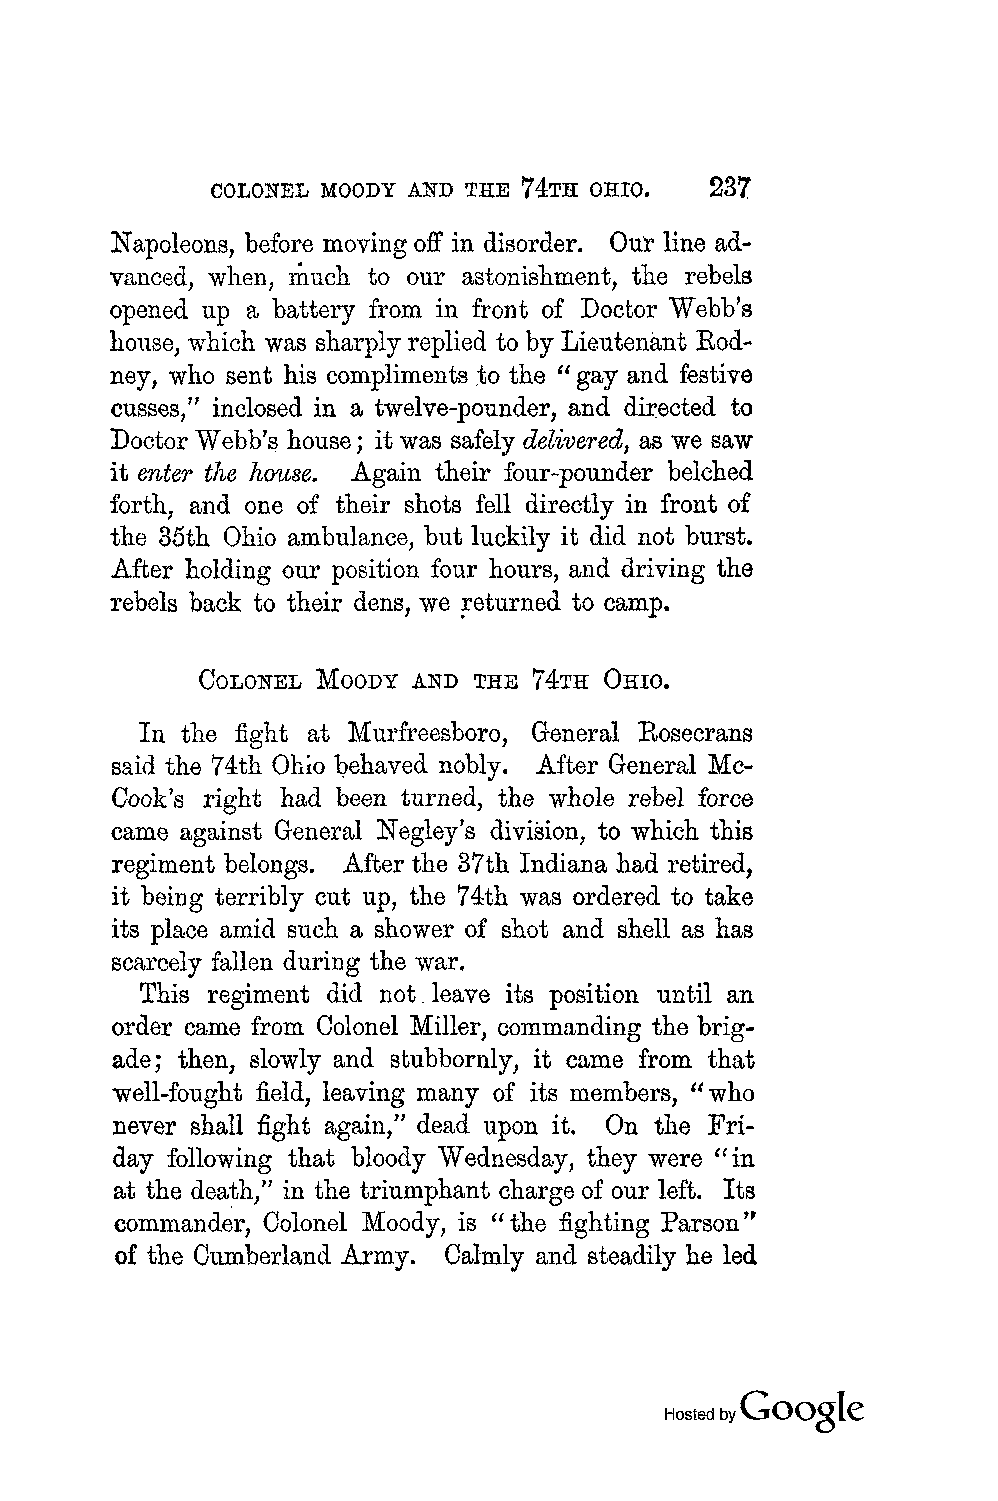 COLONEL MOODY AND THE 74TH OHIO. 237
Napoleons, before moving off in disorder. Our line ad-
vanced, when, much to our astonishment, the rebels
opened up a battery from in front of Doctor Webb's
house, which was sharply replied to by Lieutenant Rod-
ney, who sent his compliments to the "gay and festive
cusses," inclosed in a twelve-pounder, and directed to
Doctor Webb's house; it was safely delivered, as we saw
it enter the house. Again their four-pounder belched
forth, and one of their shots fell directly in front of
the 35th Ohio ambulance, but luckily it did not burst.
After holding our position four hours, and driving the
rebels back to their dens, we returned to camp.
COLONEL MOODY AND THE 74TH OHIO.
In the fight at Murfreesboro, General Rosecrans
said the 74th Ohio behaved nobly. After General Mc-
Cook's right had been turned, the whole rebel force
came against General Negley's division, to which this
regiment belongs. After the 37th Indiana had retired,
it being terribly cut up, the 74th was ordered to take
its place amid such a shower of shot and shell as has
scarcely fallen during the war.
This regiment did not leave its position until an
order came from Colonel Miller, commanding the brig-
ade; then, slowly and stubbornly, it came from that
well-fought field, leaving many of its members, "who
never shall fight again," dead upon it. On the Fri-
day following that bloody Wednesday, they were "in
at the death," in the triumphant charge of our left. Its
commander, Colonel Moody, is "the fighting Parson"
of the Cumberland Army. Calmly and steadily he led
Hosted by Google